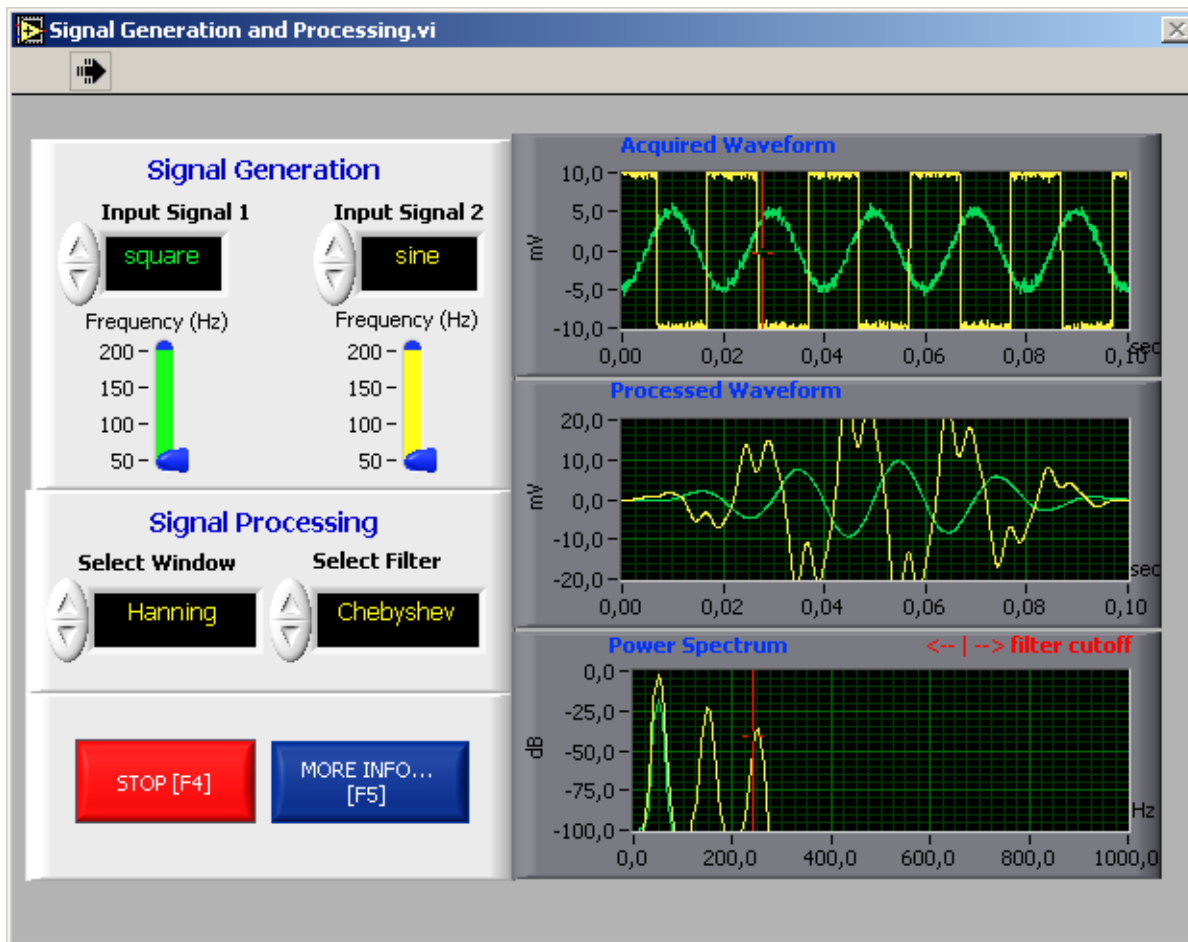 Signal Generation and Processing.vi
Signal Generation
Input Signal 1
Input Signal 2
square
sine
Frequency (Hz)
Frequency (Hz)
200
150
100
50
200
150
100
50
Signal Processing
Select Window
Select Filter
Hanning
Chebyshev
STOP [F4]
MORE INFO...
[F5]
Acquired Waveform
10,0
5,0
0,0
-5,0
-10,0
mV
0,00 0,02 0,04 0,06 0,08 0,10
sec
Processed Waveform
20,0
10,0
0,0
-10,0
-20,0
mV
0,00 0,02 0,04 0,06 0,08 0,10
sec
Power Spectrum
<-- | --> filter cutoff
0,0
-25,0
-50,0
-75,0
-100,0
dB
0,0 200,0 400,0 600,0 800,0 1000,0
Hz